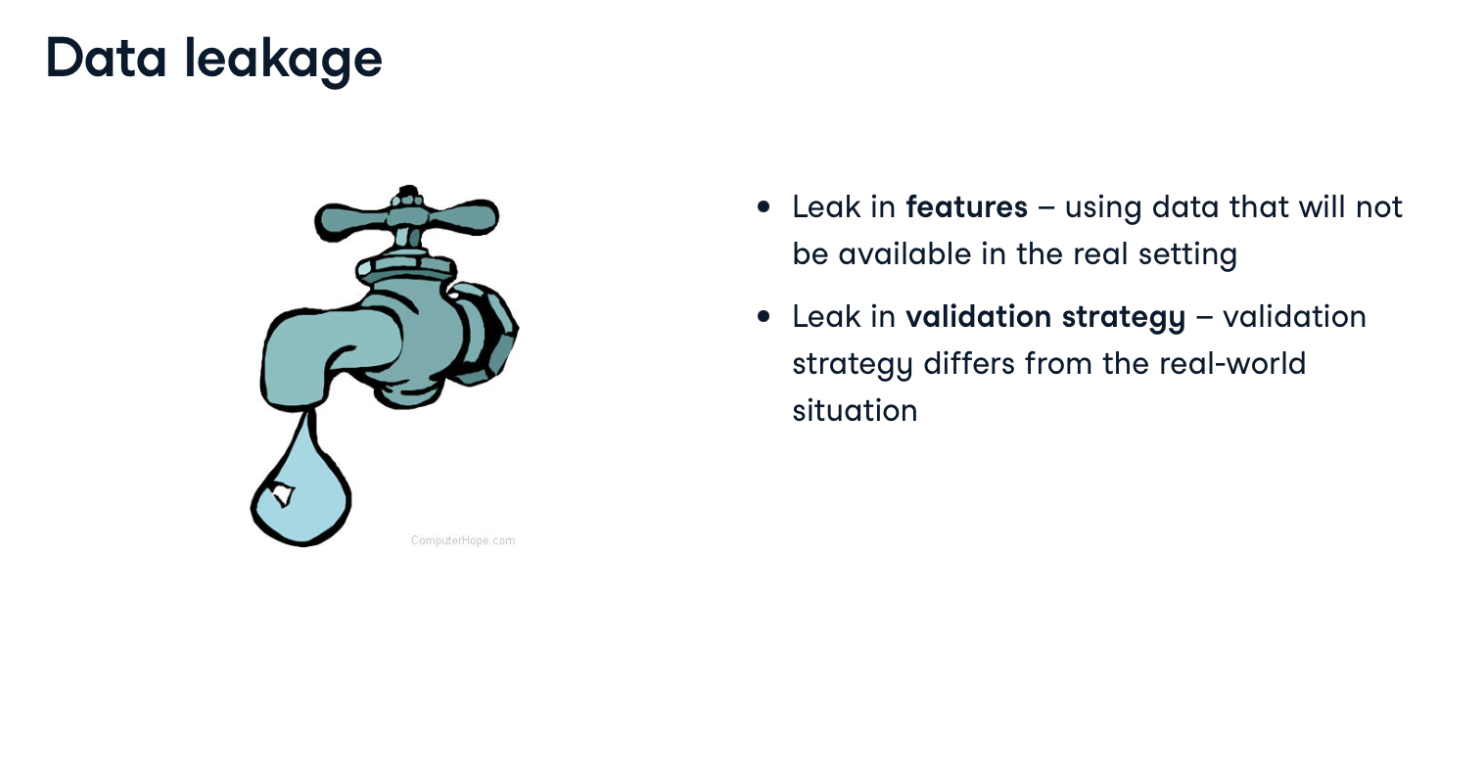 Data leakage
• Leak in features – using data that will not
be available in the real setting
• Leak in validation strategy – validation
strategy differs from the real-world
situation
ComputerHope.com